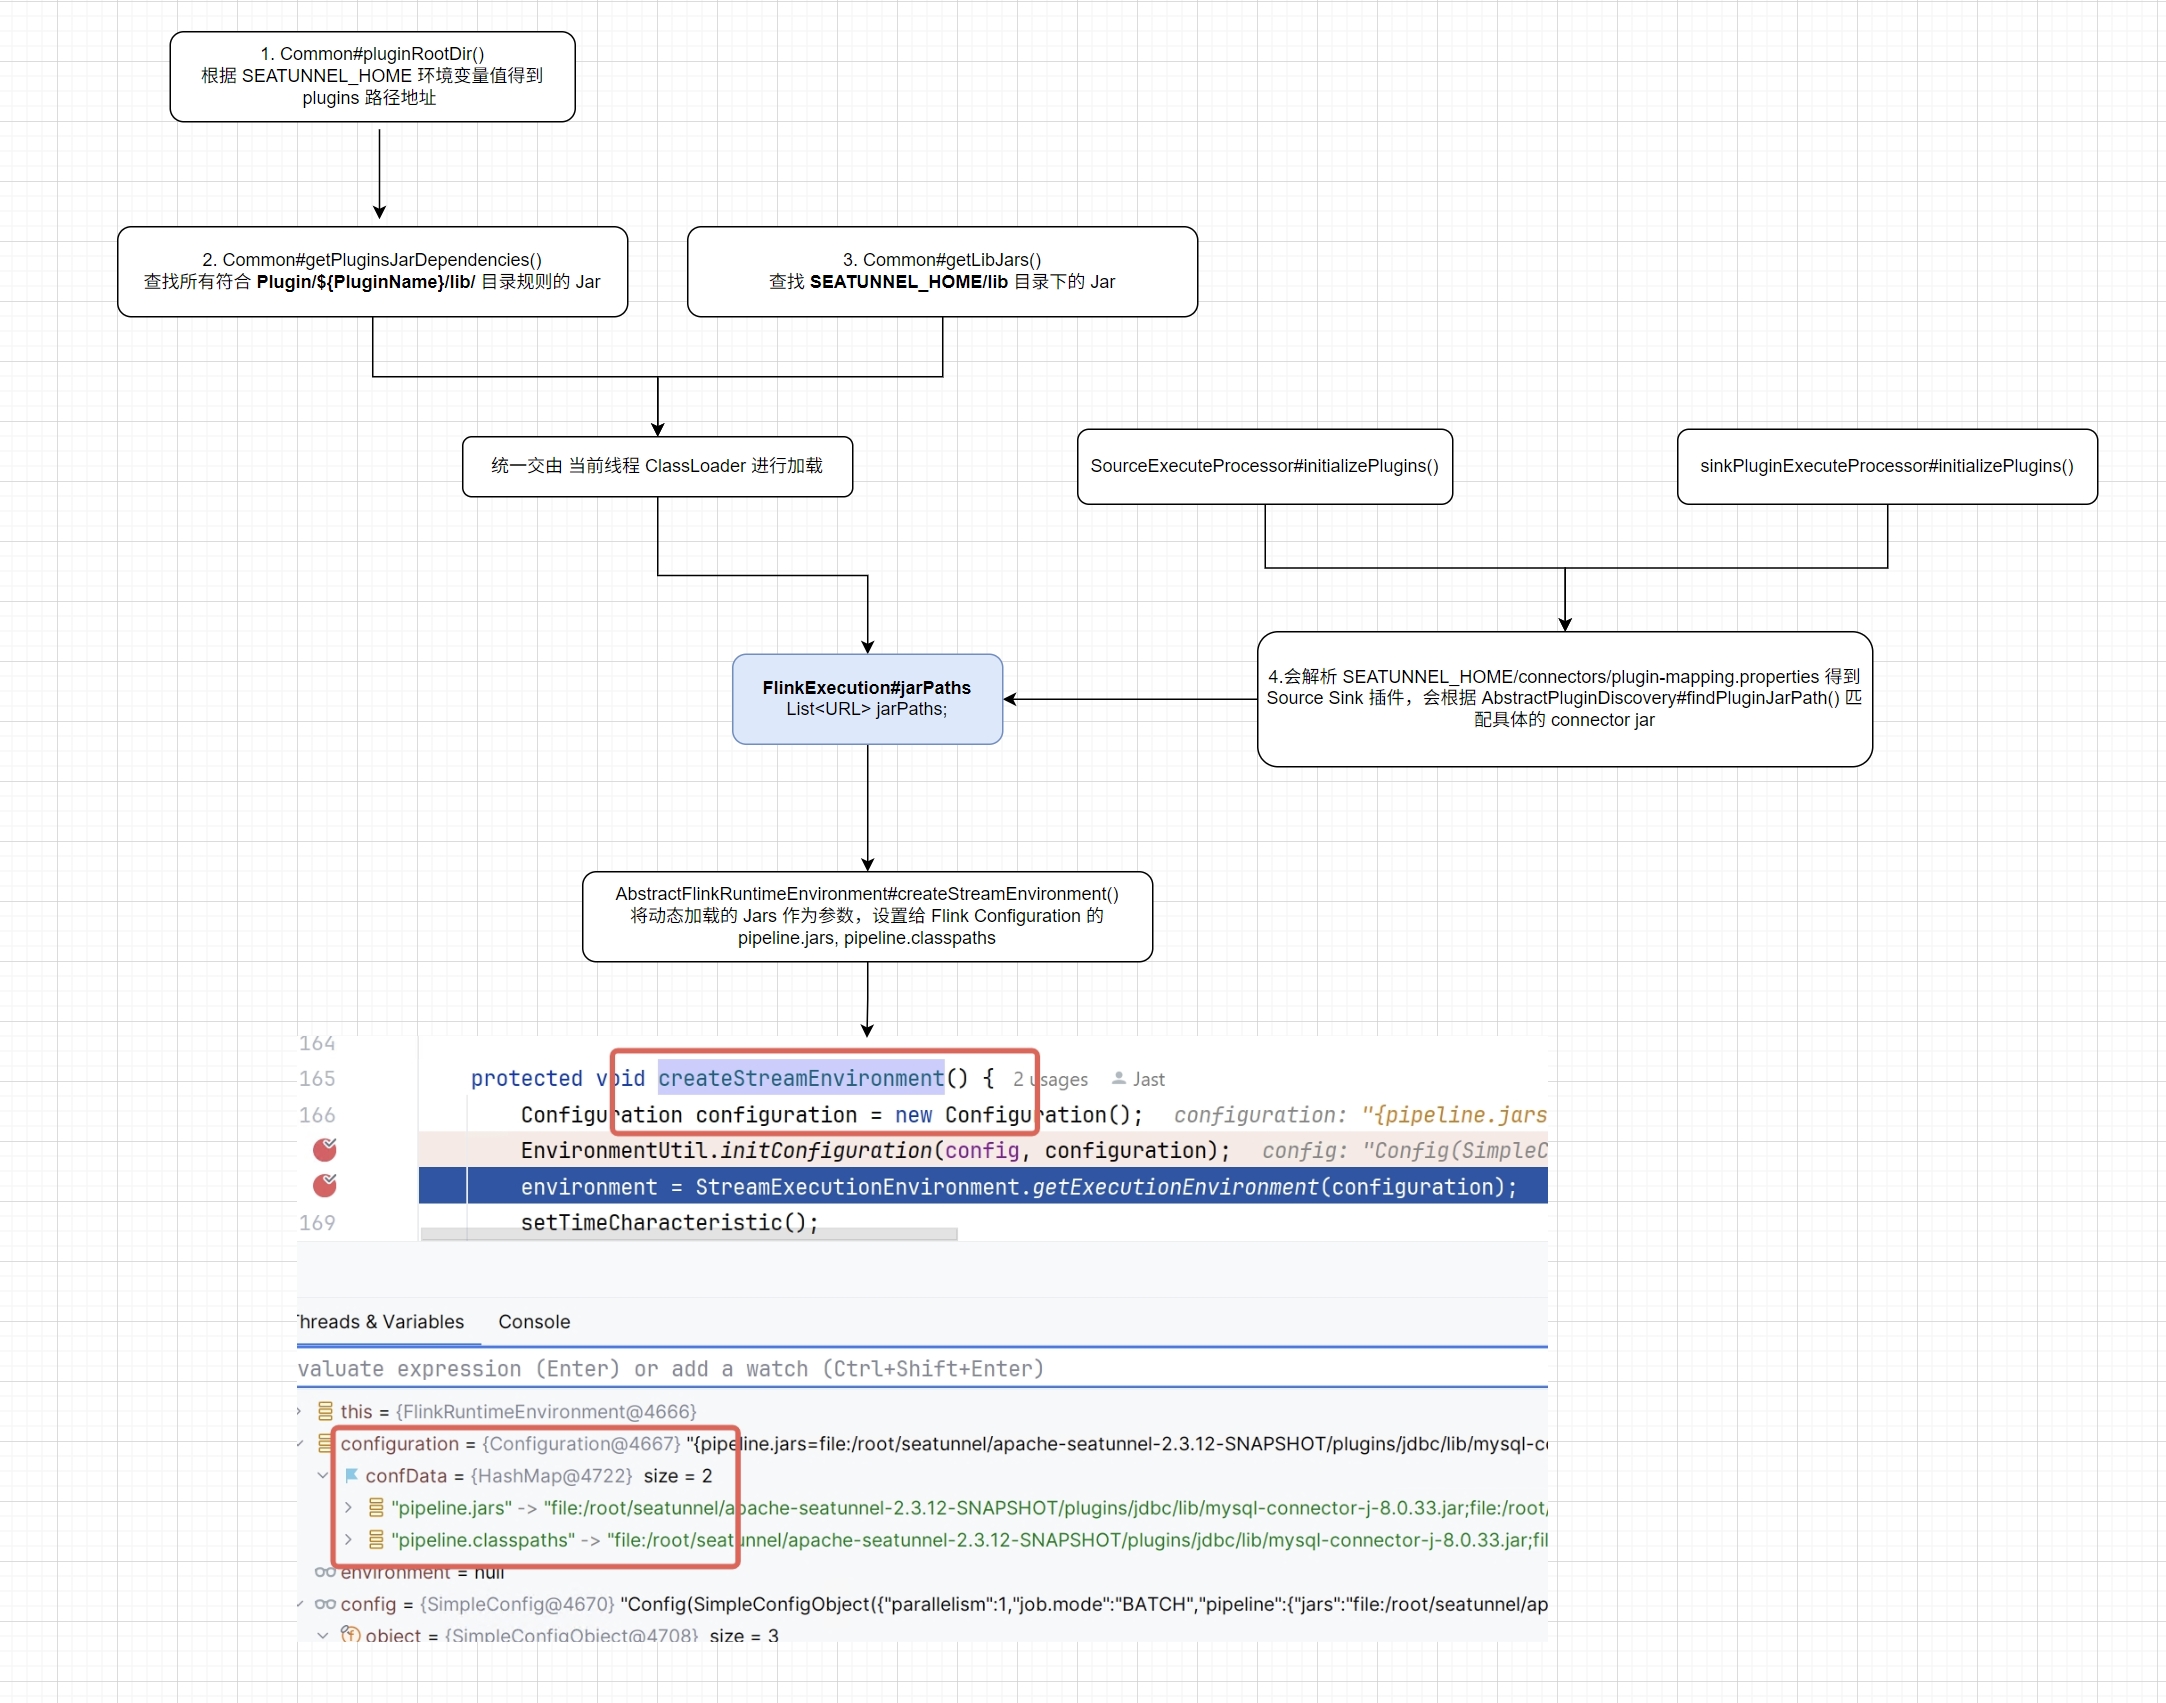 1. Common#pluginRootDir()
根据 SEATUNNEL_HOME 环境变量值得到
plugins 路径地址
2. Common#getPluginsJarDependencies()
查找所有符合 Plugin/${PluginName}/lib/ 目录规则的 Jar
3. Common#getLibJars()
查找 SEATUNNEL_HOME/lib 目录下的 Jar
统一交由 当前线程 ClassLoader 进行加载
SourceExecuteProcessor#initializePlugins()
sinkPluginExecuteProcessor#initializePlugins()
4.会解析 SEATUNNEL_HOME/connectors/plugin-mapping.properties 得到
Source Sink 插件，会根据 AbstractPluginDiscovery#findPluginJarPath() 匹
配具体的 connector jar
FlinkExecution#jarPaths
List<URL> jarPaths;
AbstractFlinkRuntimeEnvironment#createStreamEnvironment()
将动态加载的 Jars 作为参数，设置给 Flink Configuration 的
pipeline.jars, pipeline.classpaths
164
165 protected void createStreamEnvironment() { 2 usages Jast
166 Configuration configuration = new Configuration(); configuration: "{pipeline.jars
EnvironmentUtil.initConfiguration(config, configuration); config: "Config(SimpleC
environment = StreamExecutionEnvironment.getExecutionEnvironment(configuration);
169 setTimeCharacteristic();
Threads & Variables Console
valuate expression (Enter) or add a watch (Ctrl+Shift+Enter)
this = {FlinkRuntimeEnvironment@4666}
configuration = {Configuration@4667} "{pipeline.jars=file:/root/seatunnel/apache-seatunnel-2.3.12-SNAPSHOT/plugins/jdbc/lib/mysql-c
confData = {HashMap@4722} size = 2
"pipeline.jars" -> "file:/root/seatunnel/apache-seatunnel-2.3.12-SNAPSHOT/plugins/jdbc/lib/mysql-connector-j-8.0.33.jar;file:/root/
"pipeline.classpaths" -> "file:/root/seatunnel/apache-seatunnel-2.3.12-SNAPSHOT/plugins/jdbc/lib/mysql-connector-j-8.0.33.jar;fil
environment = null
config = {SimpleConfig@4670} "Config(SimpleConfigObject({"parallelism":1,"job.mode":"BATCH","pipeline":{"jars":"file:/root/seatunnel/ap
object = {SimpleConfigObject@4708} size = 3